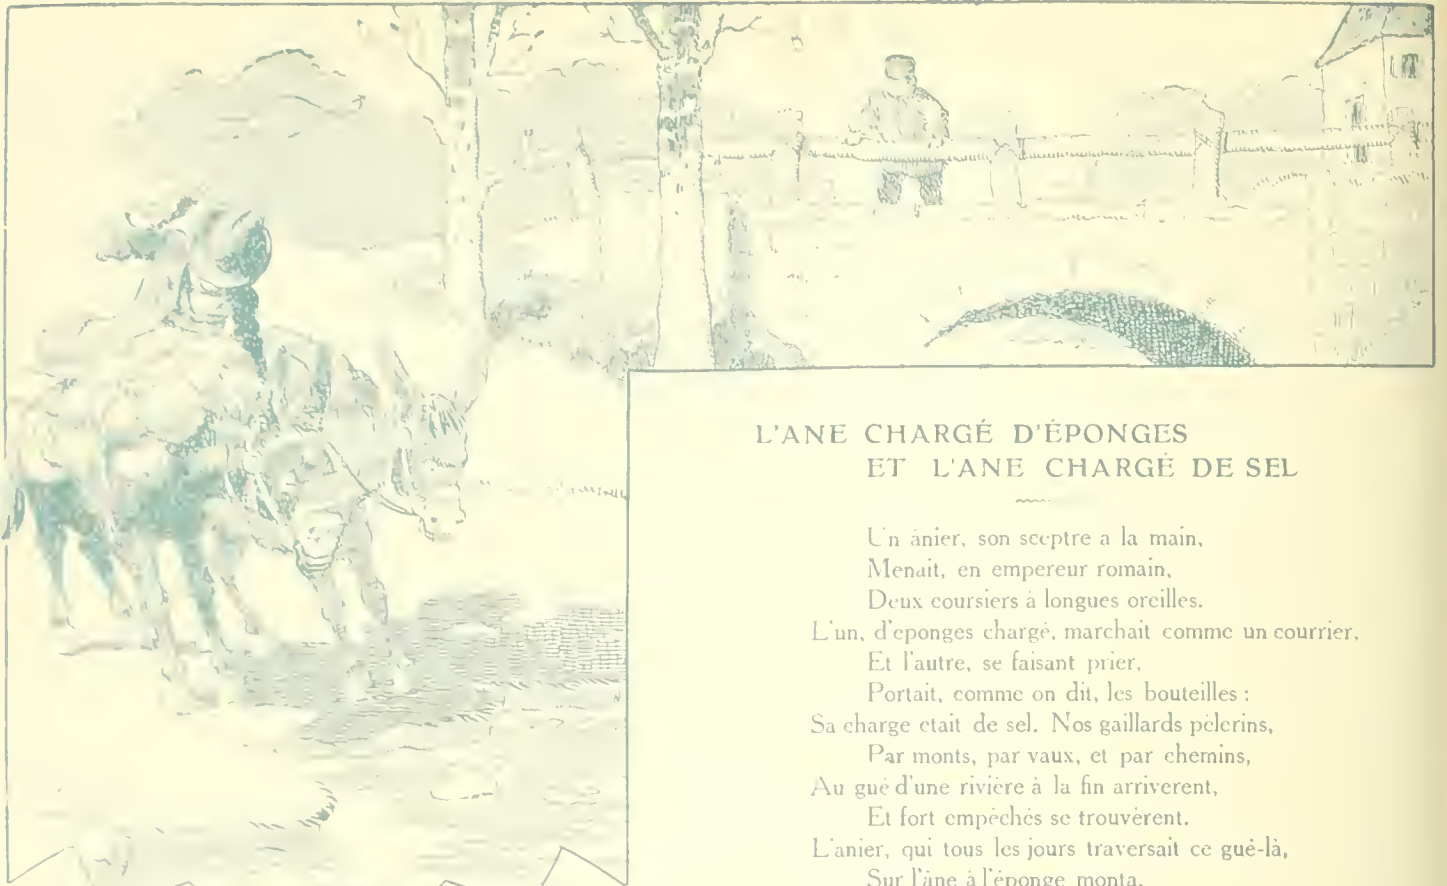 L'ANE CHARGÉ D'ÉPONGES
ET L'ANE CHARGÉ DE SEL
Un ânier, son sceptre a la main,
Menait, en empereur romain,
Deux coursiers à longues oreilles.
L'un, d'eponges chargé, marchait comme un courrier,
Et l'autre, se faisant prier,
Portait, comme on dit, les bouteilles :
Sa charge etait de sel. Nos gaillards pèlerins,
Par monts, par vaux, et par chemins,
Au gué d'une rivière à la fin arriverent,
Et fort empêchés se trouvèrent.
L'anier, qui tous les jours traversait ce gué-là,
Sur l'âne à l'éponge monta,